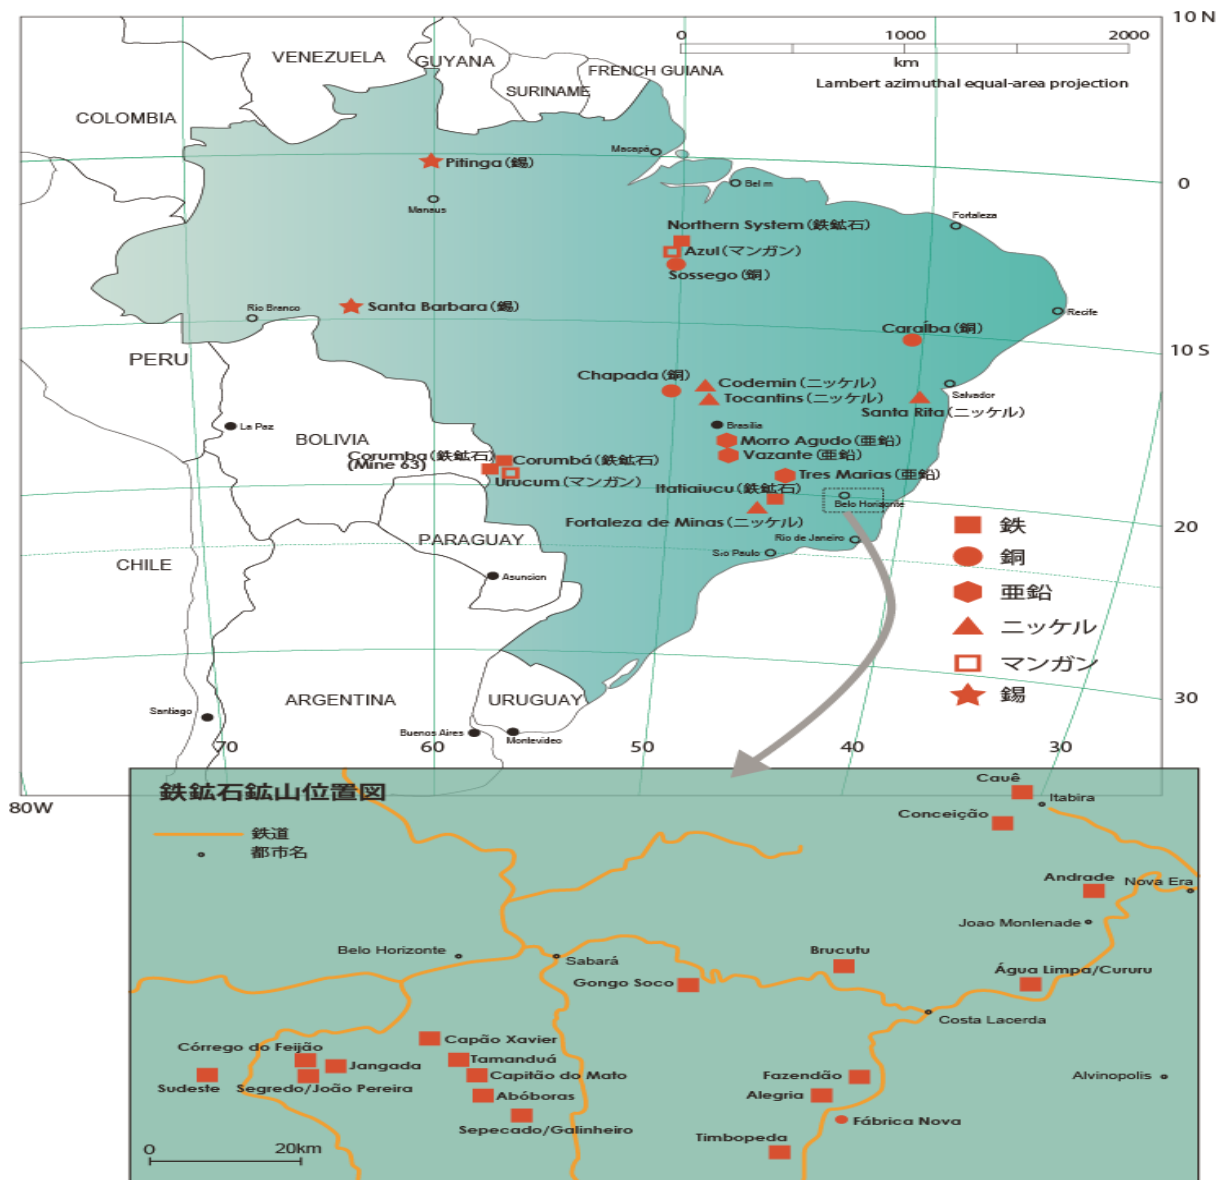 10 N
VENEZUELA
GUYANA
FRENCH GUIANA
SURINAME
COLOMBIA
0
1000
2000
km
Lambert azimuthal equal-area projection
Macapá
Bel m
0
Pitinga (錫)
Manaus
Northern System (鉄鉱石)
Fortaleza
Azul (マンガン)
Sossego (銅)
Rio Branco
Santa Barbara (錫)
Recife
Caraíba (銅)
10 S
PERU
Chapada (銅)
Codemin (ニッケル)
Tocantins (ニッケル)
Salvador
Santa Rita (ニッケル)
La Paz
BOLIVIA
Brasilia
Morro Agudo (亜鉛)
Vazante (亜鉛)
Corumba (鉄鉱石)
(Mine 63)
Corumbá (鉄鉱石)
Urucum (マンガン)
Tres Marias (亜鉛)
Itatiaiucu (鉄鉱石)
Belo Horizonte
Fortaleza de Minas (ニッケル)
20
PARAGUAY
Rio de Janeiro
São Paulo
CHILE
Asuncion
鉄
銅
亜鉛
ニッケル
マンガン
錫
ARGENTINA
URUGUAY
30
Santiago
Buenos Aires
Montevideo
70
60
50
40
30
80W
鉄鉱石鉱山位置図
鉄道
都市名
Cauê
Itabira
Conceição
Andrade
Nova Era
Joao Monlenade
Belo Horizonte
Sabará
Brucutu
Gongo Soco
Água Limpa/Cururu
Costa Lacerda
Capão Xavier
Córrego do Feijão
Jangada
Tamanduá
Sudeste
Segredo/João Pereira
Capitão do Mato
Fazendão
Alvinopolis
Abóboras
Alegria
Sepecado/Galinheiro
Fábrica Nova
Timbopeda
0
20km